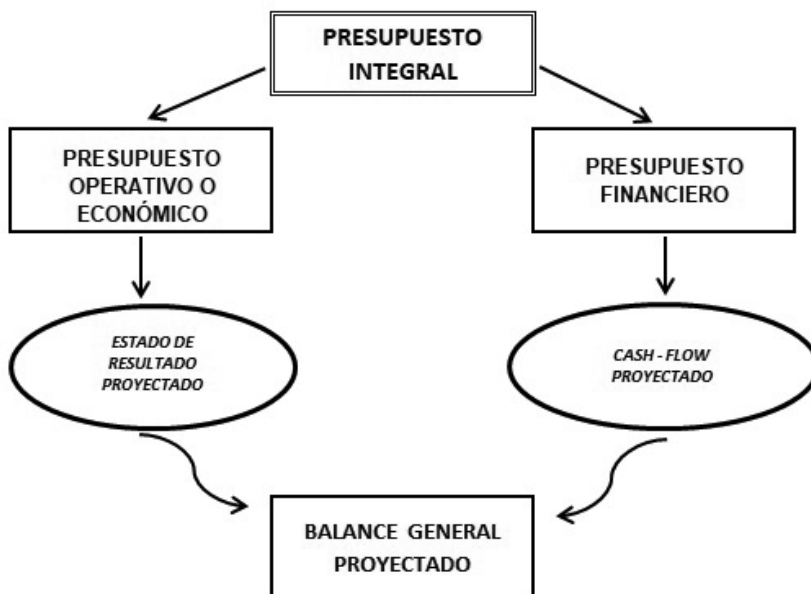 PRESUPUESTO
INTEGRAL
PRESUPUESTO
OPERATIVO O
ECONÓMICO
PRESUPUESTO
FINANCIERO
ESTADO DE
RESULTADO
PROYECTADO
CASH - FLOW
PROYECTADO
BALANCE GENERAL
PROYECTADO